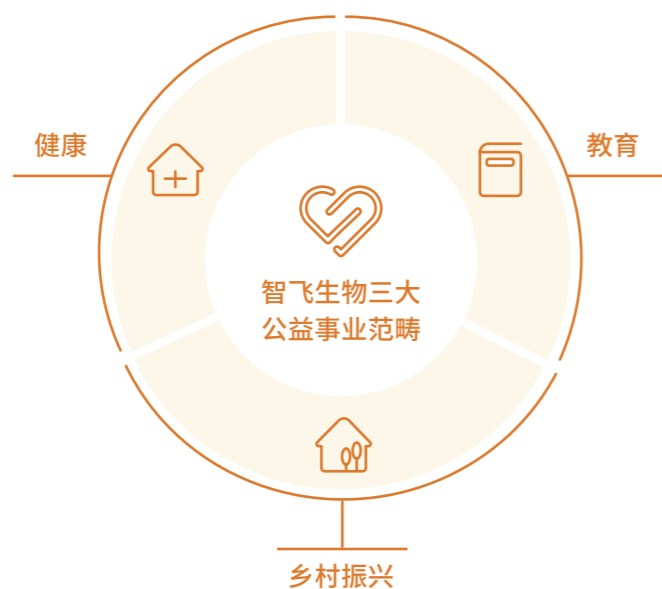 健康
教育
智飞生物三大
公益事业范畴
乡村振兴